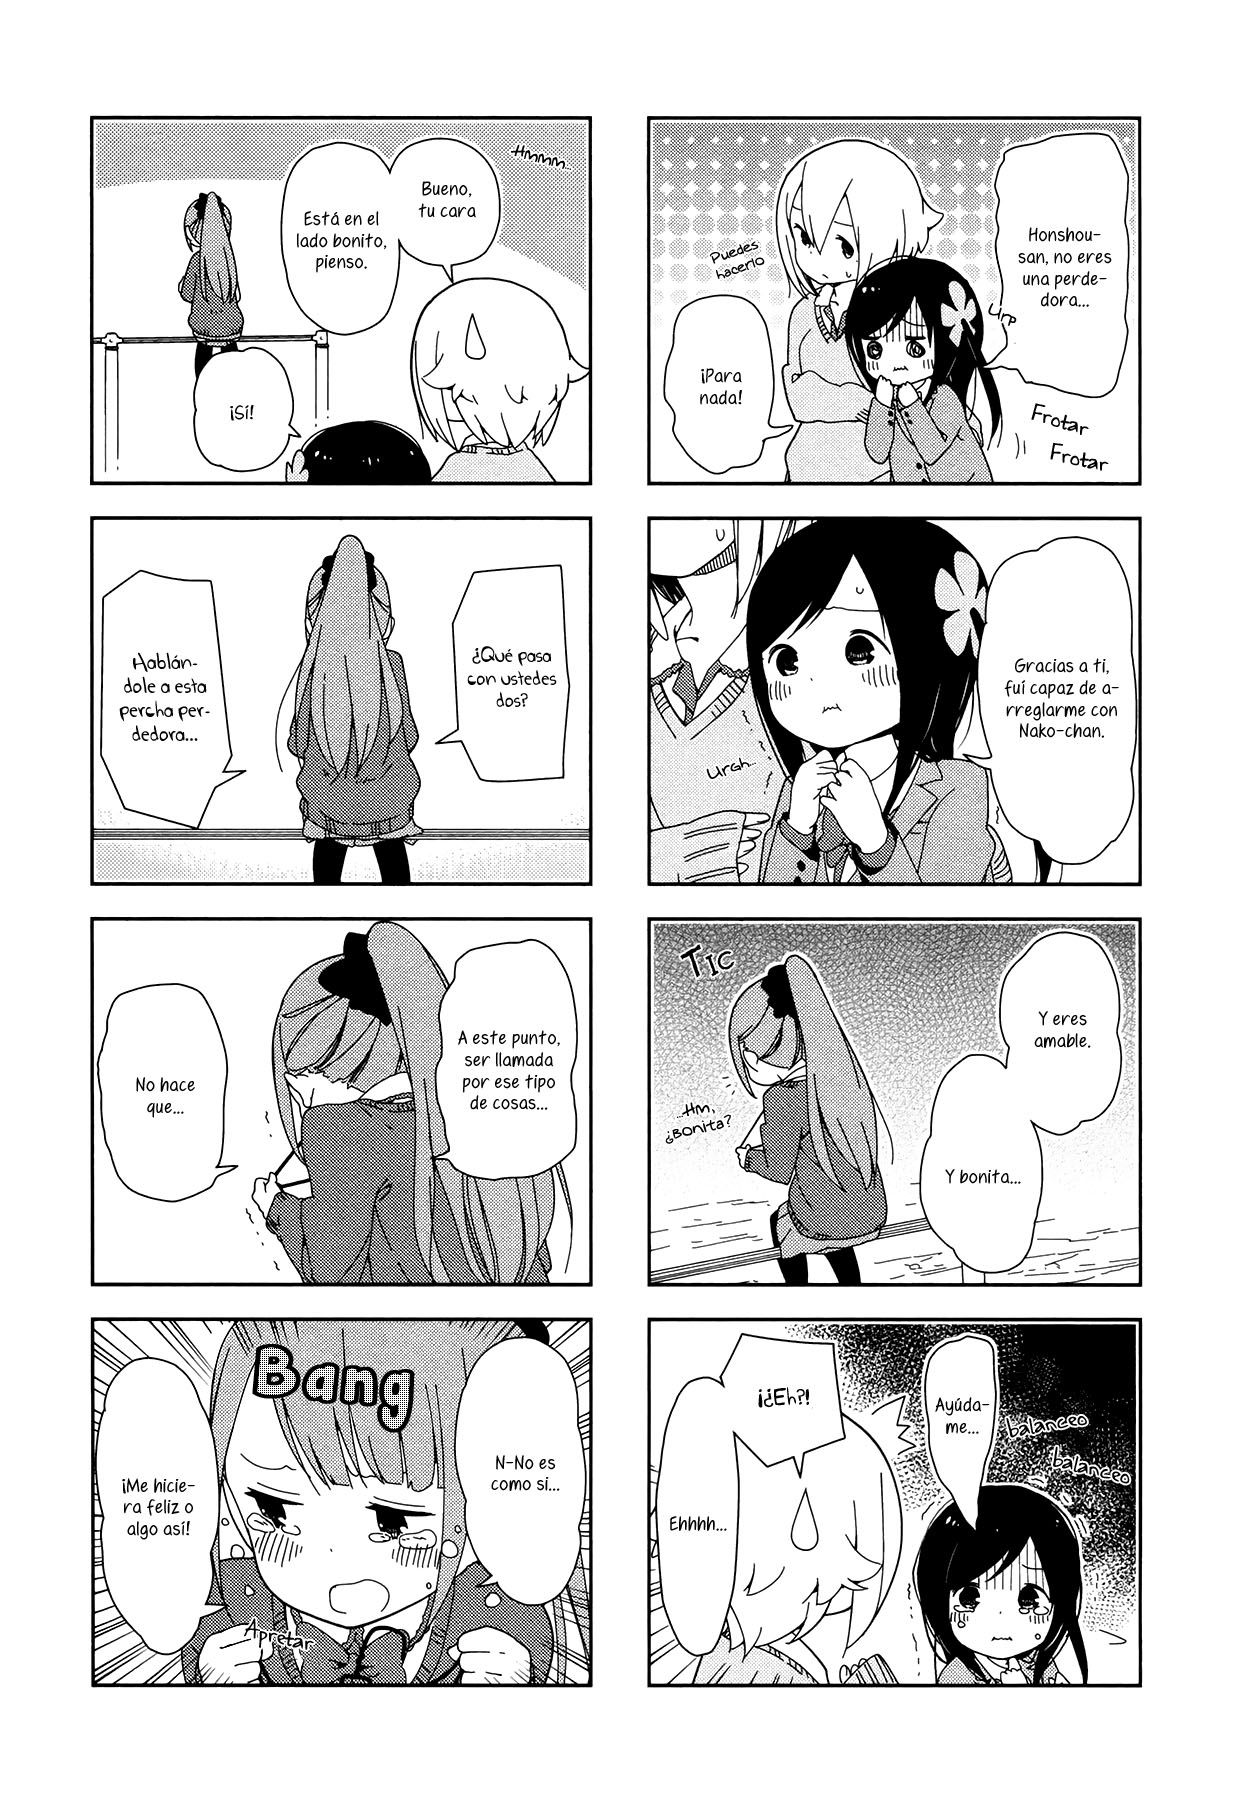 Honshou-
san, no eres
una perde-
dora...
Urp
Puedes
hacerlo
¡Para
nada!
Frotar
Frotar
Gracias a ti,
fuí capaz de a-
rreglarme con
Nako-chan.
Urgh...
Y eres
amable.
Tic
...Hm,
¿Bonita?
Y bonita...
Ayúda-
me...
balanceo
balanceo
¡¿Eh?!
Ehhhh...
Hmmm...
Bueno,
tu cara
Está en el
lado bonito,
pienso.
¡Sí!
¿Qué pasa
con ustedes
dos?
Hablán-
dole a esta
percha per-
dedora...
A este punto,
ser llamada
por ese tipo
de cosas...
No hace
que...
Bang
N-No es
como si...
¡Me hicie-
ra feliz o
algo así!
Apretar